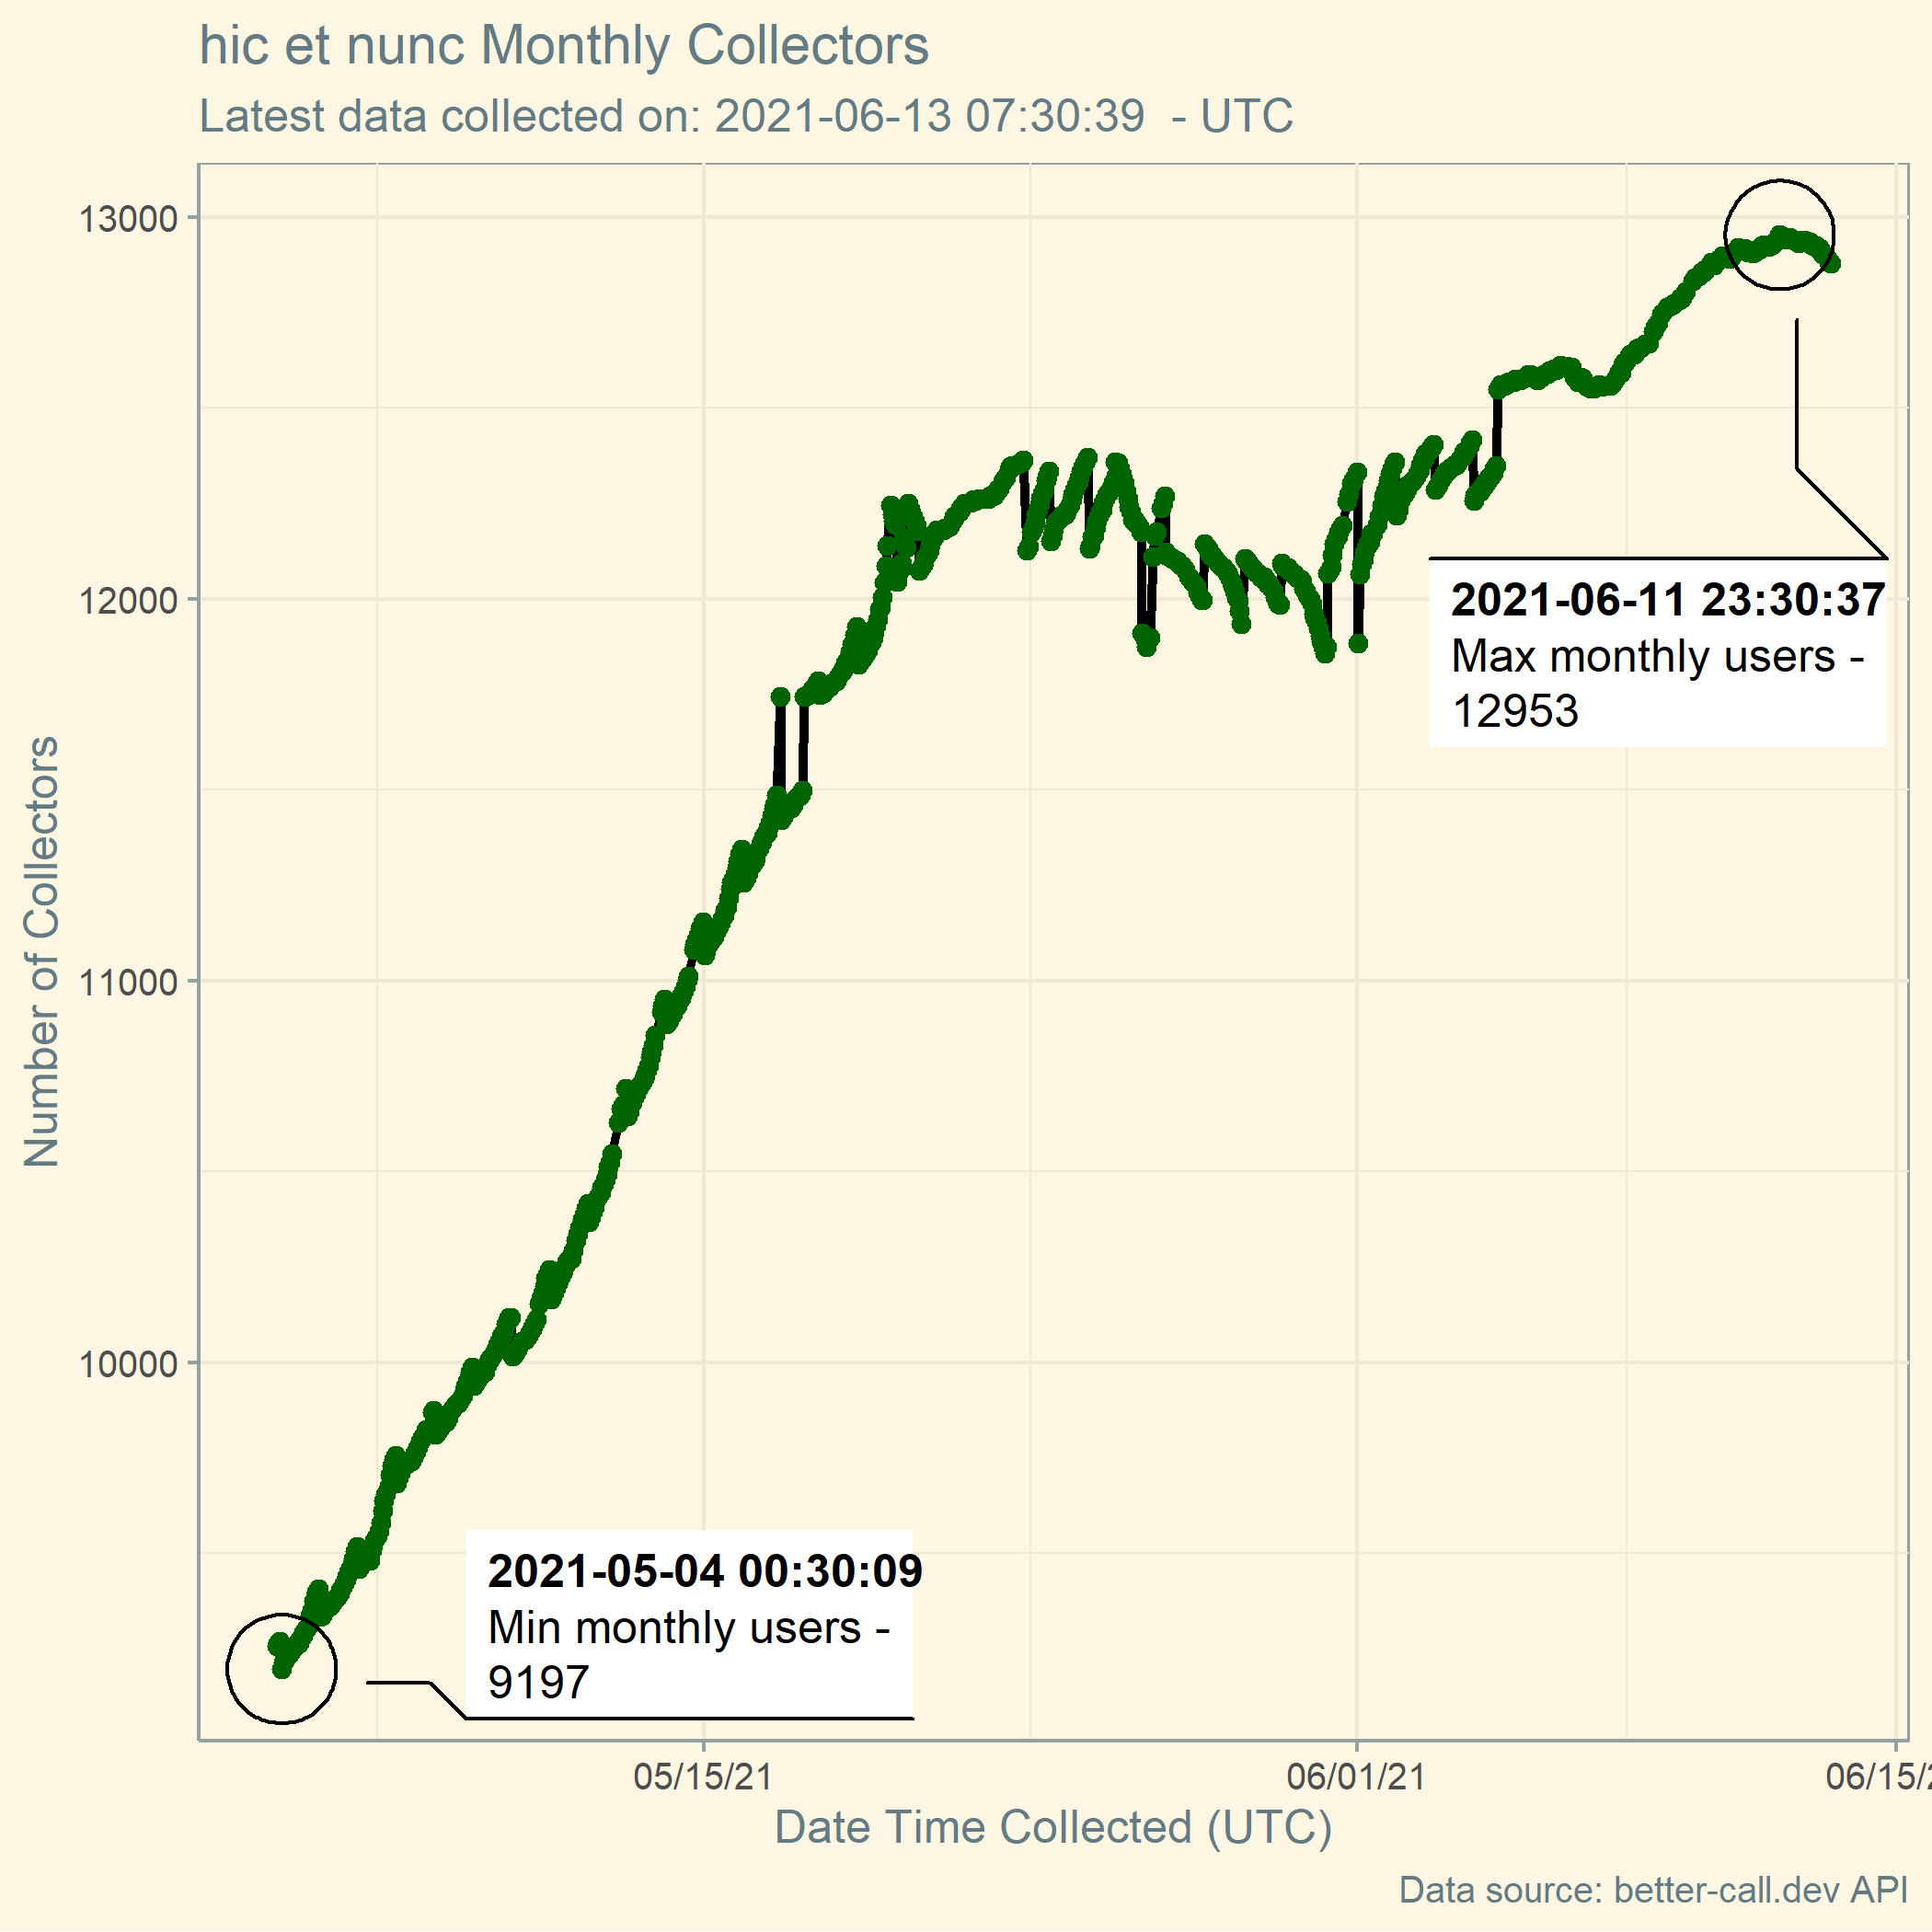 hic et nunc Monthly Collectors
Latest data collected on: 2021-06-13 07:30:39 - UTC
Number of Collectors
13000
12000
11000
10000
2021-06-11 23:30:37
Max monthly users -
12953
2021-05-04 00:30:09
Min monthly users -
9197
05/15/21
06/01/21
06/15/2
Date Time Collected (UTC)
Data source: better-call.dev API